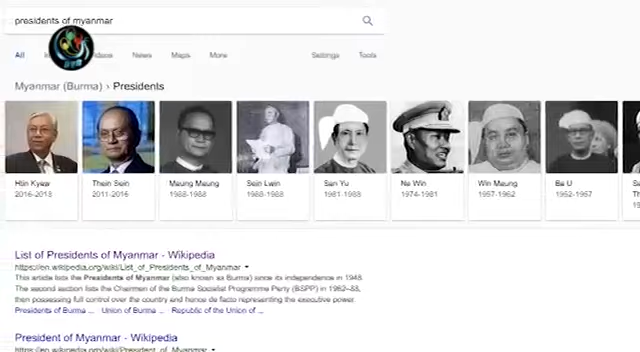 presidents of myanmar
All
News
Maps
More
Settings
Tools
Myanmar (Burma) › Presidents
Htin Kyaw
2016-2018
Thein Sein
2011-2016
Maung Maung
1988-1988
Sein Lwin
1988-1988
San Yu
1981-1988
Ne Win
1974-1981
Win Maung
1957-1962
Ba U
1952-1957
List of Presidents of Myanmar - Wikipedia
https://en.wikipedia.org/wiki/List_of_Presidents_of_Myanmar
This article lists the Presidents of Myanmar (also known as Burma) since its independence in 1948.
The second section lists the Chairmen of the Burma Socialist Programme Party (BSPP) in 1962–88,
then possessing full control over the country and hence de facto representing the executive power.
Presidents of Burma ... Union of Burma ... Republic of the Union of ...
President of Myanmar - Wikipedia
https://en.wikipedia.org/wiki/President_of_Myanmar